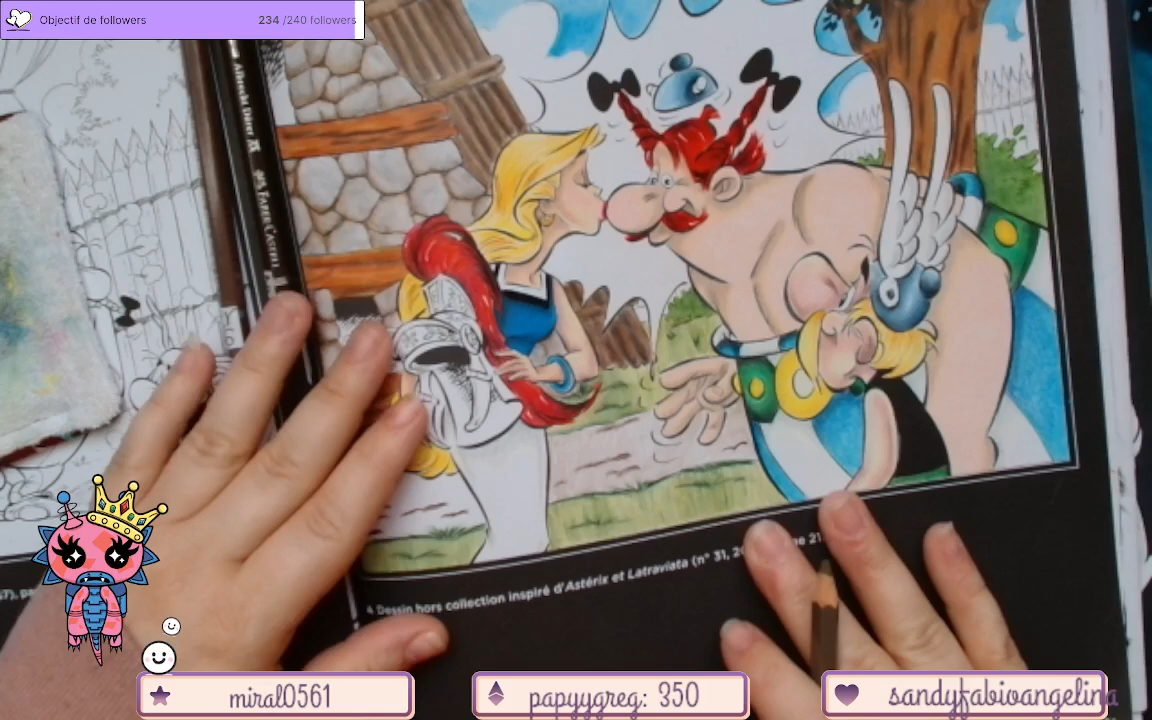 Objectif de followers
234 /240 followers
Albrecht Dürer
FABER CASTELL
4 Dessin hors collection inspiré d'Astérix et Latraviata (n° 31,
miral0561
papyygreg: 350
sandyfabioangelina